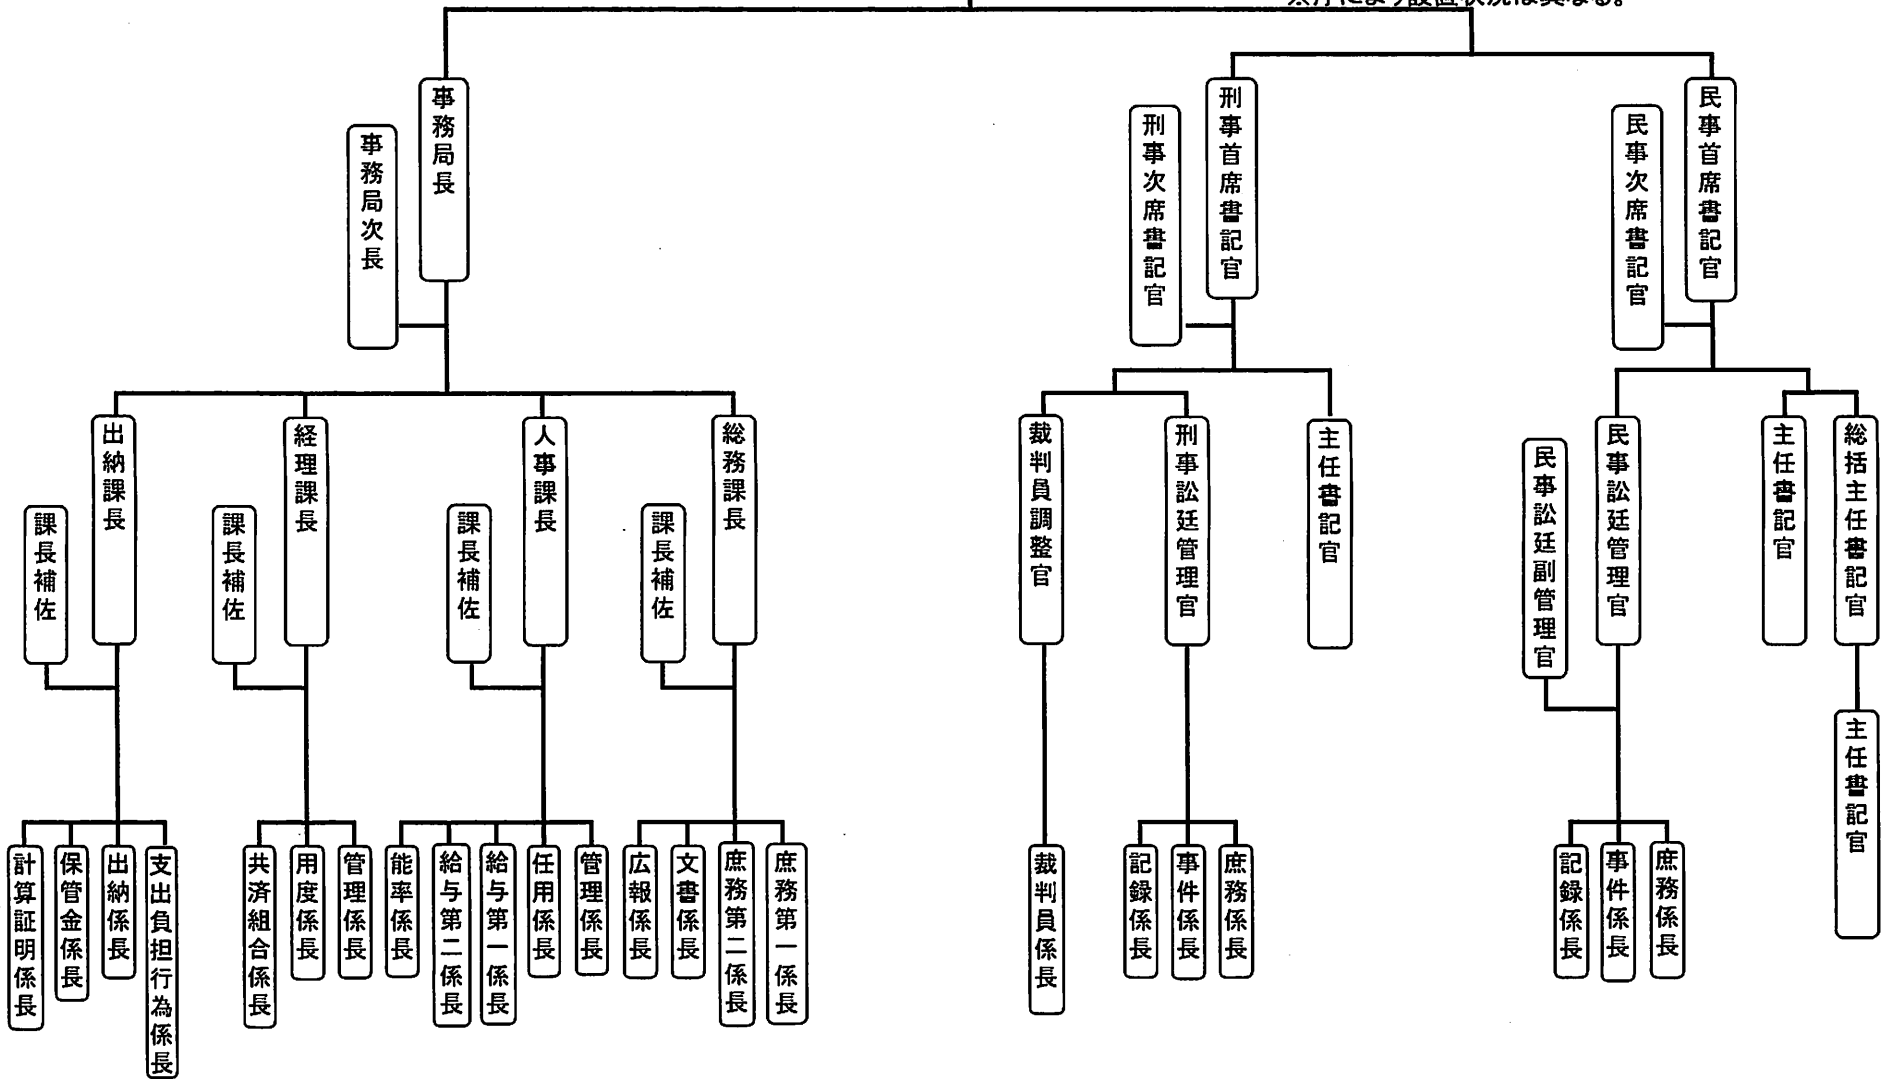 ※庁により設置状況は異なる。
民事首席書記官
民事次席書記官
刑事首席書記官
刑事次席書記官
事務局長
事務局次長
総括主任書記官
主任書記官
民事訟廷管理官
民事訟廷副管理官
主任書記官
刑事訟廷管理官
裁判員調整官
総務課長
課長補佐
人事課長
課長補佐
経理課長
課長補佐
出納課長
課長補佐
主任書記官
庶務係長
事件係長
記録係長
庶務係長
事件係長
記録係長
裁判員係長
庶務第一係長
庶務第二係長
文書係長
広報係長
管理係長
任用係長
給与第一係長
給与第二係長
能率係長
管理係長
用度係長
共済組合係長
支出負担行為係長
出納係長
保管金係長
計算証明係長